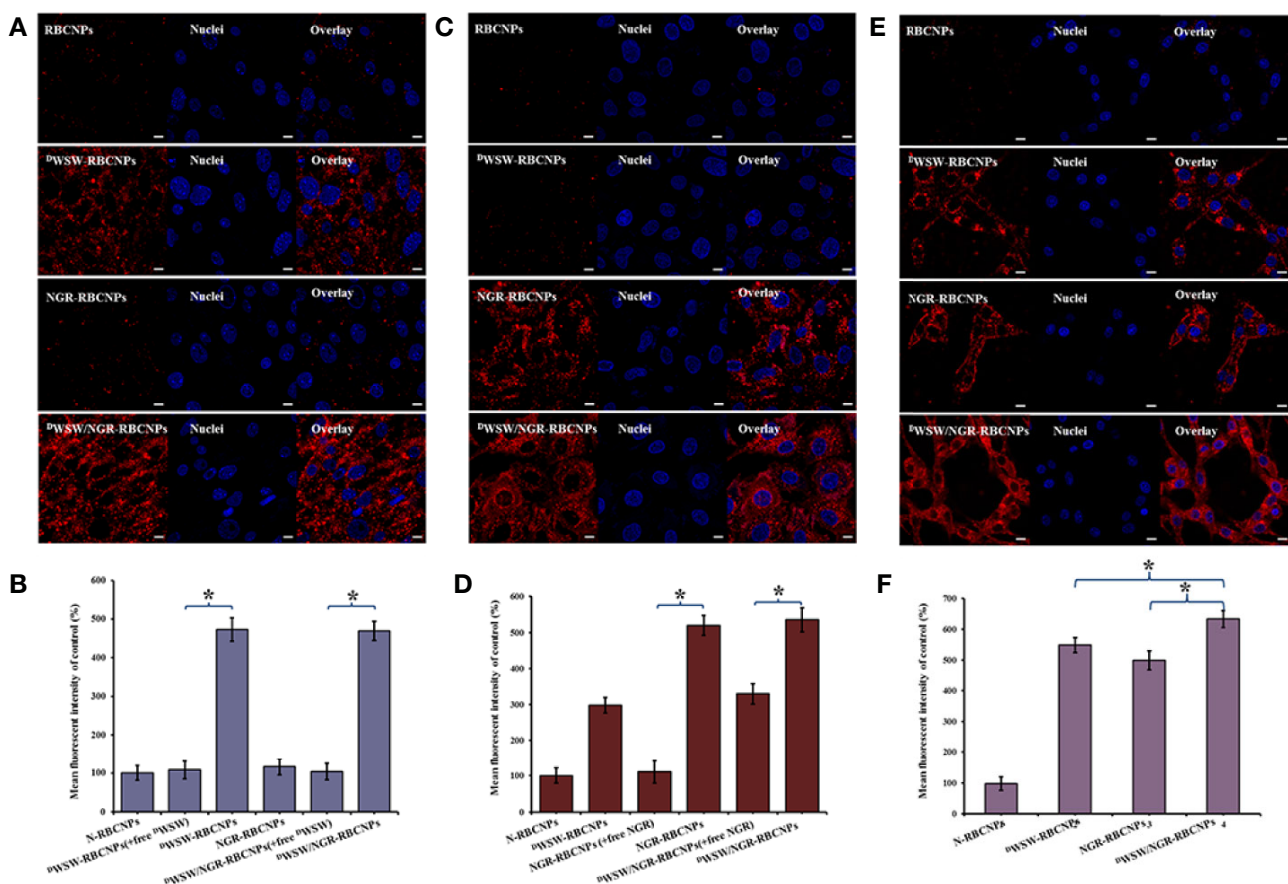 A
RBCNPs Nuclei Overlay
ᴰWSW-RBCNPs Nuclei Overlay
NGR-RBCNPs Nuclei Overlay
ᴰWSW/NGR-RBCNPs Nuclei Overlay
C
RBCNPs Nuclei Overlay
ᴰWSW-RBCNPs Nuclei Overlay
NGR-RBCNPs Nuclei Overlay
ᴰWSW/NGR-RBCNPs Nuclei Overlay
E
RBCNPs Nuclei Overlay
ᴰWSW-RBCNPs Nuclei Overlay
NGR-RBCNPs Nuclei Overlay
ᴰWSW/NGR-RBCNPs Nuclei Overlay
B
Mean fluorescent intensity of control (%)
600
500
400
300
200
100
0
* *
N-RBCNPs
ᴰWSW-RBCNPs(+free ᴰWSW)
ᴰWSW-RBCNPs
NGR-RBCNPs
ᴰWSW/NGR-RBCNPs(+free ᴰWSW)
ᴰWSW/NGR-RBCNPs
D
Mean fluorescent intensity of control (%)
600
500
400
300
200
100
0
* *
N-RBCNPs
ᴰWSW-RBCNPs
NGR-RBCNPs (+free NGR)
NGR-RBCNPs
ᴰWSW/NGR-RBCNPs(+free NGR)
ᴰWSW/NGR-RBCNPs
F
Mean fluorescent intensity of control (%)
700
600
500
400
300
200
100
0
*
*
N-RBCNPs
ᴰWSW-RBCNPs
NGR-RBCNPs 3
ᴰWSW/NGR-RBCNPs 4